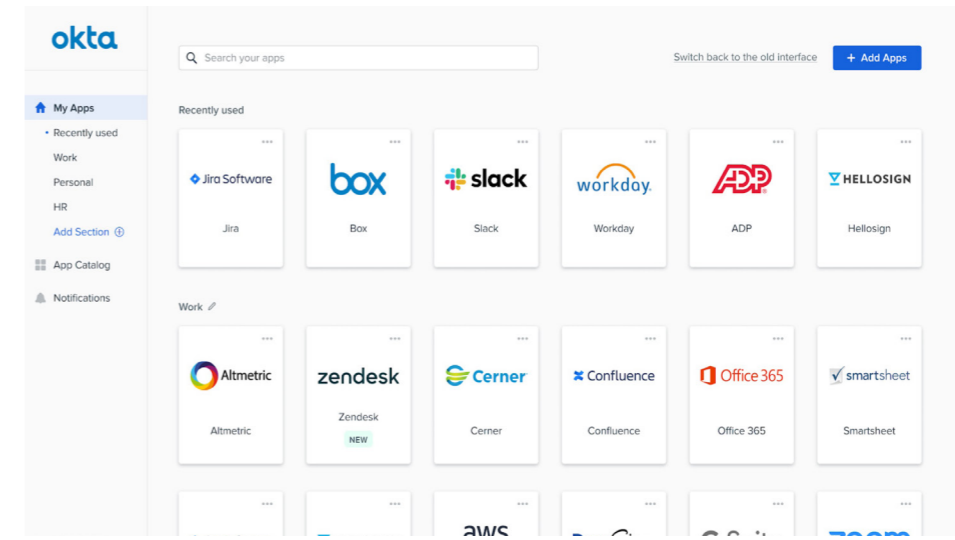 okta
Search your apps
Switch back to the old interface
+ Add Apps
My Apps
Recently used
Work
Personal
HR
Add Section
App Catalog
Notifications
Recently used
Jira Software
box
slack
workday.
ADP
HELLOSIGN
Jira
Box
Slack
Workday
ADP
Hellosign
Work
Altmetric
zendesk
Cerner
Confluence
Office 365
smartsheet
Altmetric
Zendesk
Cerner
Confluence
Office 365
Smartsheet
NEW
aws
zoom